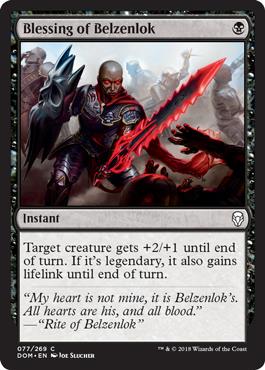 Blessing of Belzenlok
Instant
Target creature gets +2/+1 until end
of turn. If it's legendary, it also gains
lifelink until end of turn.
"My heart is not mine, it is Belzenlok's.
All hearts are his, and all blood."
—"Rite of Belzenlok"
077/269 C
DOM • EN Joe Slucher
™ & © 2018 Wizards of the Coast